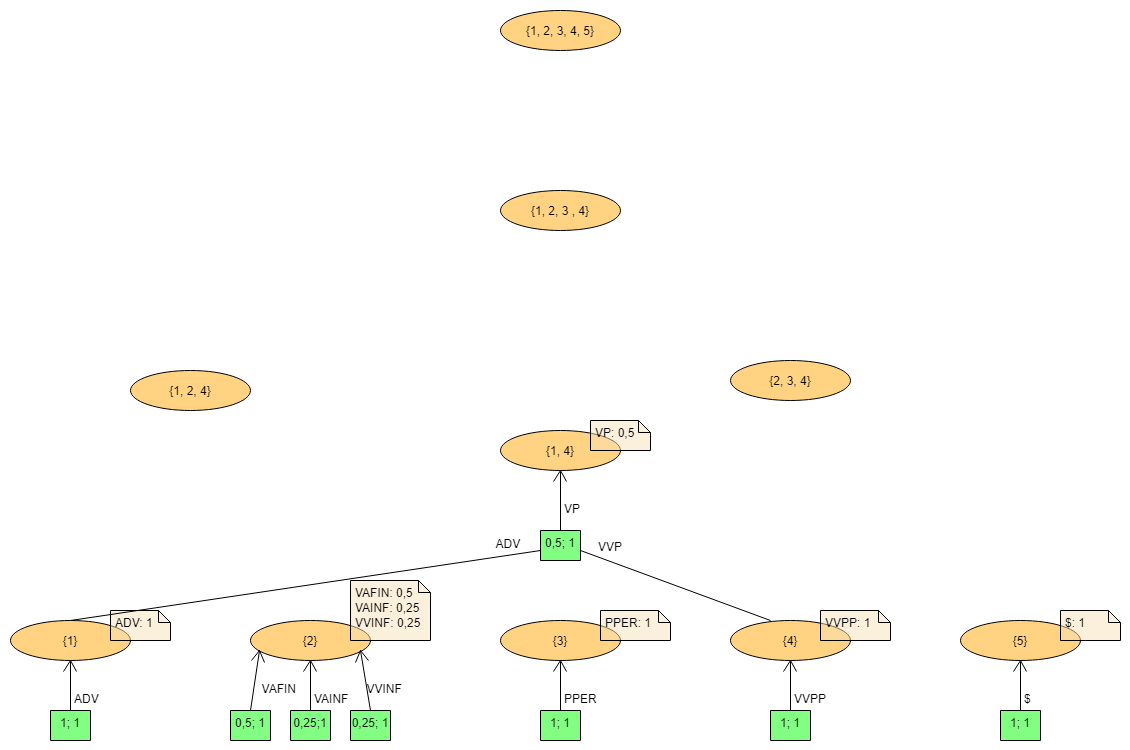 {1, 2, 3, 4, 5}
{1, 2, 3 , 4}
{1, 2, 4}
{2, 3, 4}
VP: 0,5
{1, 4}
VP
ADV
0,5; 1
VVP
VAFIN: 0,5
VAINF: 0,25
VVINF: 0,25
ADV: 1
PPER: 1
VVPP: 1
$: 1
{1}
{2}
{3}
{4}
{5}
VAFIN
VAINF
VVINF
ADV
PPER
VVPP
$
1; 1
0,5; 1
0,25;1
0,25; 1
1; 1
1; 1
1; 1